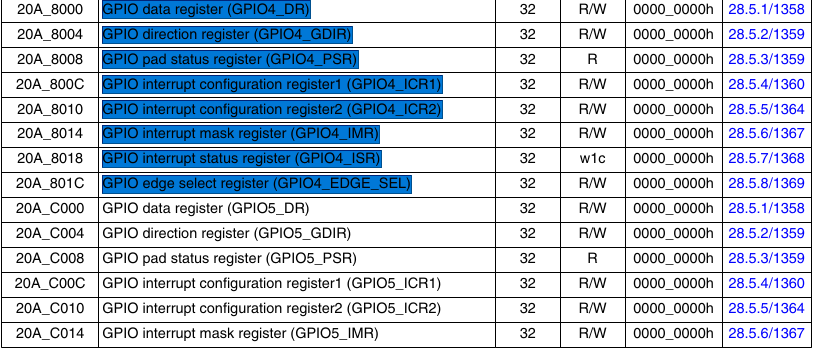 20A_8000 GPIO data register (GPIO4_DR) 32 R/W 0000_0000h 28.5.1/1358
20A_8004 GPIO direction register (GPIO4_GDIR) 32 R/W 0000_0000h 28.5.2/1359
20A_8008 GPIO pad status register (GPIO4_PSR) 32 R 0000_0000h 28.5.3/1359
20A_800C GPIO interrupt configuration register1 (GPIO4_ICR1) 32 R/W 0000_0000h 28.5.4/1360
20A_8010 GPIO interrupt configuration register2 (GPIO4_ICR2) 32 R/W 0000_0000h 28.5.5/1364
20A_8014 GPIO interrupt mask register (GPIO4_IMR) 32 R/W 0000_0000h 28.5.6/1367
20A_8018 GPIO interrupt status register (GPIO4_ISR) 32 w1c 0000_0000h 28.5.7/1368
20A_801C GPIO edge select register (GPIO4_EDGE_SEL) 32 R/W 0000_0000h 28.5.8/1369
20A_C000 GPIO data register (GPIO5_DR) 32 R/W 0000_0000h 28.5.1/1358
20A_C004 GPIO direction register (GPIO5_GDIR) 32 R/W 0000_0000h 28.5.2/1359
20A_C008 GPIO pad status register (GPIO5_PSR) 32 R 0000_0000h 28.5.3/1359
20A_C00C GPIO interrupt configuration register1 (GPIO5_ICR1) 32 R/W 0000_0000h 28.5.4/1360
20A_C010 GPIO interrupt configuration register2 (GPIO5_ICR2) 32 R/W 0000_0000h 28.5.5/1364
20A_C014 GPIO interrupt mask register (GPIO5_IMR) 32 R/W 0000_0000h 28.5.6/1367